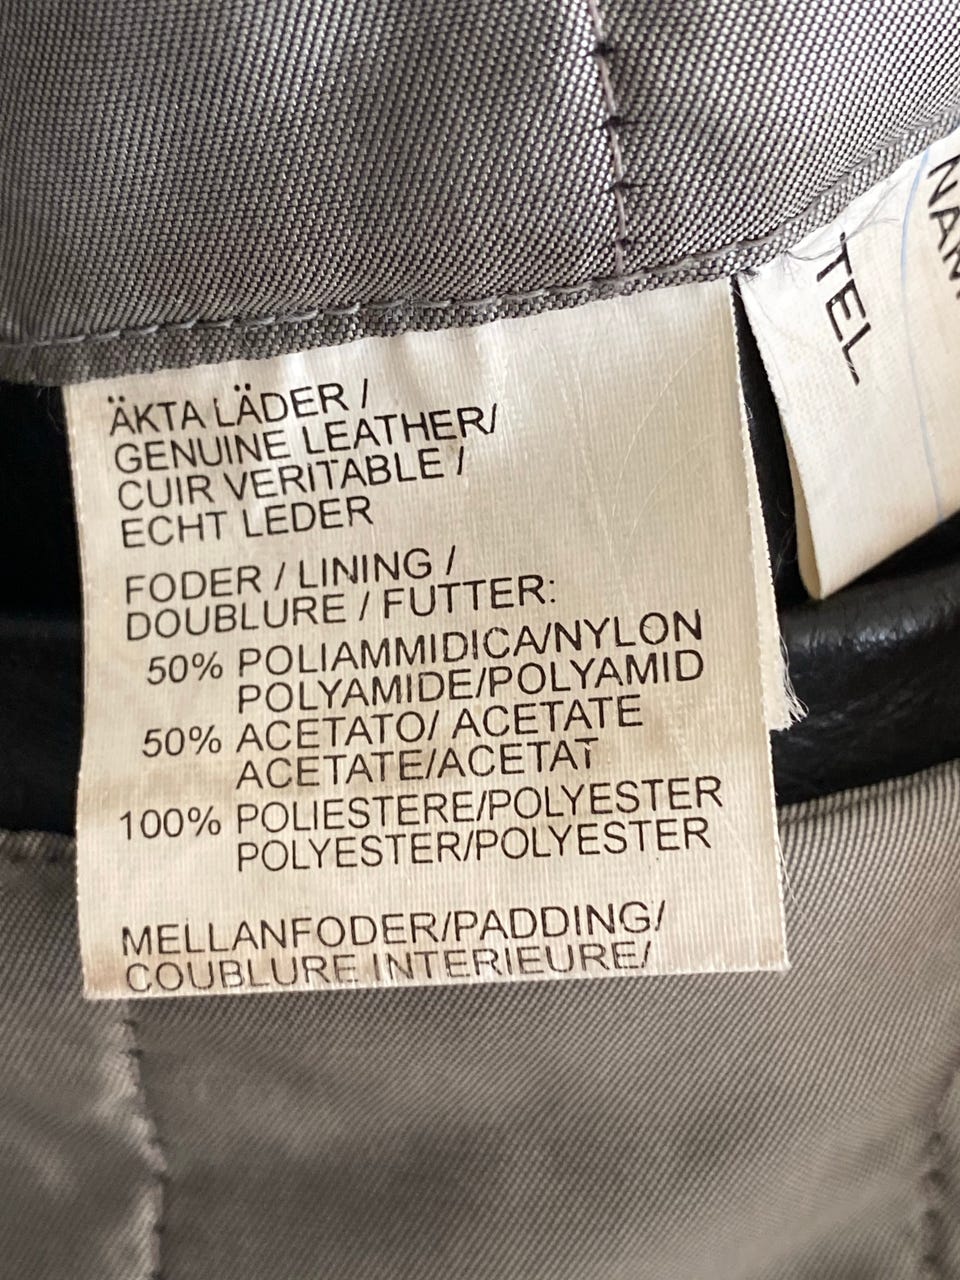 ÄKTA LÄDER /
GENUINE LEATHER/
CUIR VERITABLE /
ECHT LEDER
FODER / LINING /
DOUBLURE / FUTTER:
50% POLIAMMIDICA/NYLON
POLYAMIDE/POLYAMID
50% ACETATO/ ACETATE
ACETATE/ACETAT
100% POLIESTERE/POLYESTER
POLYESTER/POLYESTER
MELLANFODER/PADDING/
COUBLURE INTERIEURE/
TEL